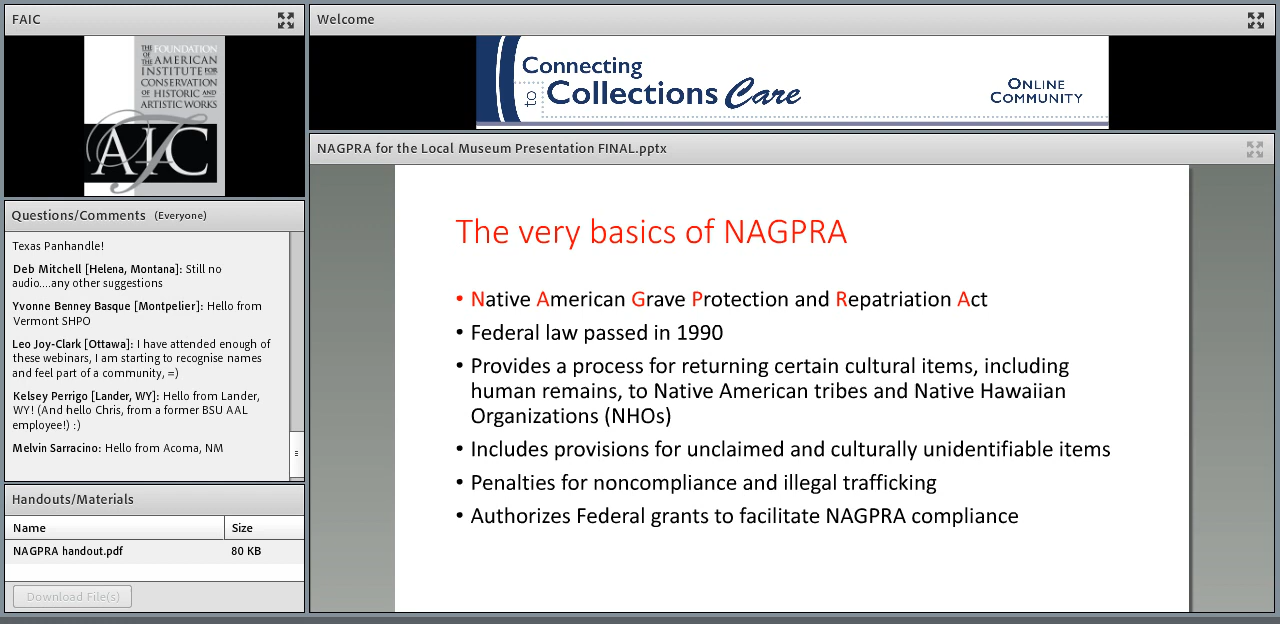 FAIC
THE FOUNDATION
OF THE AMERICAN
INSTITUTE FOR
CONSERVATION
OF HISTORIC AND
ARTISTIC WORKS
AIC
Welcome
Connecting
to Collections Care
ONLINE
COMMUNITY
Questions/Comments (Everyone)
Texas Panhandle!
Deb Mitchell [Helena, Montana]: Still no
audio....any other suggestions
Yvonne Benney Basque [Montpelier]: Hello from
Vermont SHPO
Leo Joy-Clark [Ottawa]: I have attended enough of
these webinars, I am starting to recognise names
and feel part of a community, =)
Kelsey Perrigo [Lander, WY]: Hello from Lander,
WY! (And hello Chris, from a former BSU AAL
employee!) :)
Melvin Sarracino: Hello from Acoma, NM
Handouts/Materials
Name Size
NAGPRA handout.pdf 80 KB
Download File(s)
NAGPRA for the Local Museum Presentation FINAL.pptx
The very basics of NAGPRA
• Native American Grave Protection and Repatriation Act
• Federal law passed in 1990
• Provides a process for returning certain cultural items, including
human remains, to Native American tribes and Native Hawaiian
Organizations (NHOs)
• Includes provisions for unclaimed and culturally unidentifiable items
• Penalties for noncompliance and illegal trafficking
• Authorizes Federal grants to facilitate NAGPRA compliance